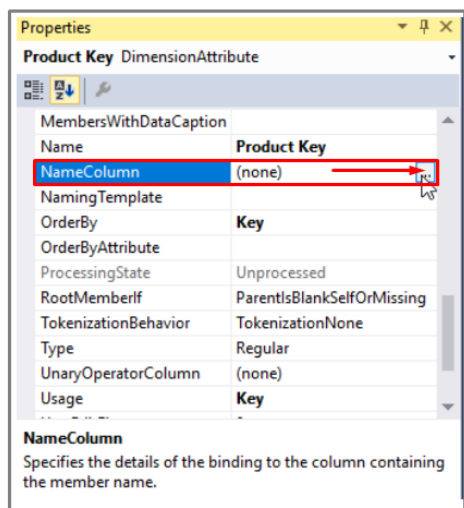 Properties
Product Key DimensionAttribute
MembersWithDataCaption
Name Product Key
NameColumn (none) ...
NamingTemplate
OrderBy Key
OrderByAttribute
ProcessingState Unprocessed
RootMemberIf ParentIsBlankSelfOrMissing
TokenizationBehavior TokenizationNone
Type Regular
UnaryOperatorColumn (none)
Usage Key
NameColumn
Specifies the details of the binding to the column containing
the member name.